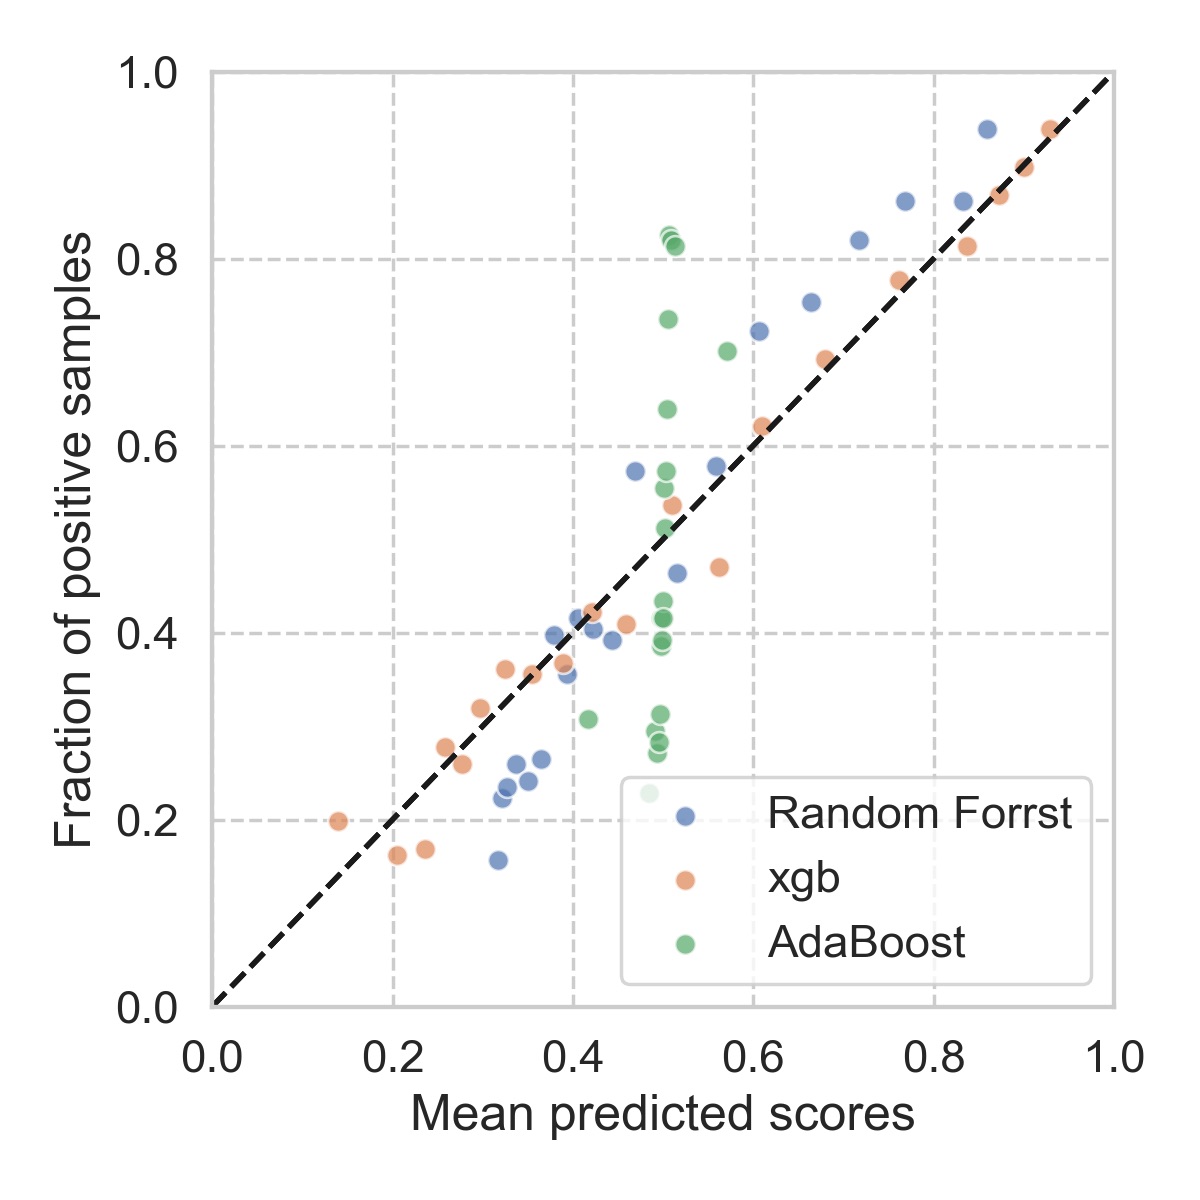 1.0
0.8
0.6
0.4
0.2
0.0
Fraction of positive samples
Random Forrst
xgb
AdaBoost
0.0 0.2 0.4 0.6 0.8 1.0
Mean predicted scores